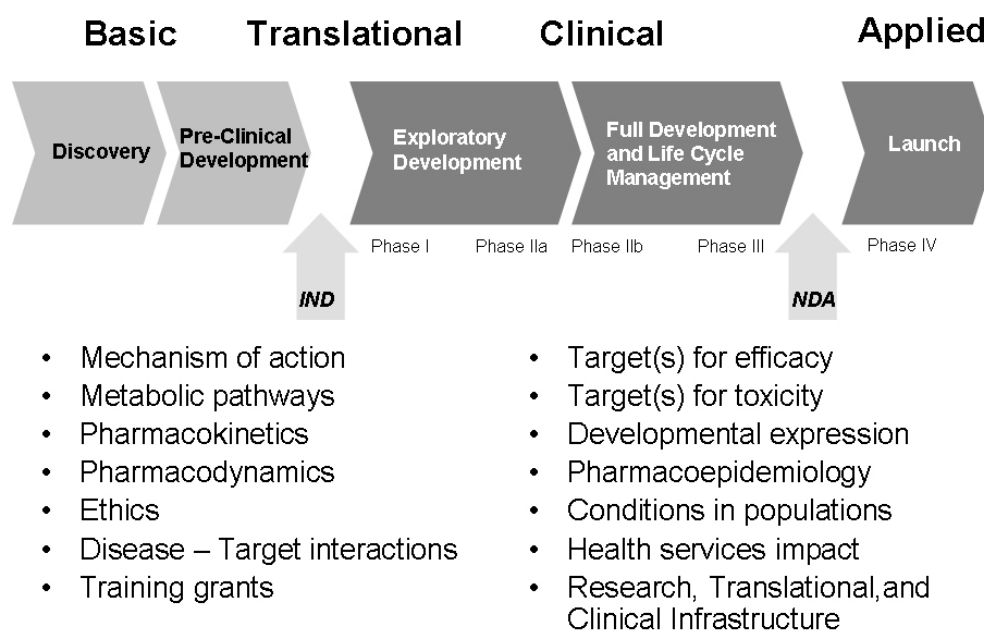 Basic Translational Clinical Applied
Discovery
Pre-Clinical
Development
Exploratory
Development
Full Development
and Life Cycle
Management
Launch
Phase I Phase IIa Phase IIb Phase III Phase IV
IND
NDA
• Mechanism of action
• Metabolic pathways
• Pharmacokinetics
• Pharmacodynamics
• Ethics
• Disease – Target interactions
• Training grants
• Target(s) for efficacy
• Target(s) for toxicity
• Developmental expression
• Pharmacoepidemiology
• Conditions in populations
• Health services impact
• Research, Translational,and
Clinical Infrastructure